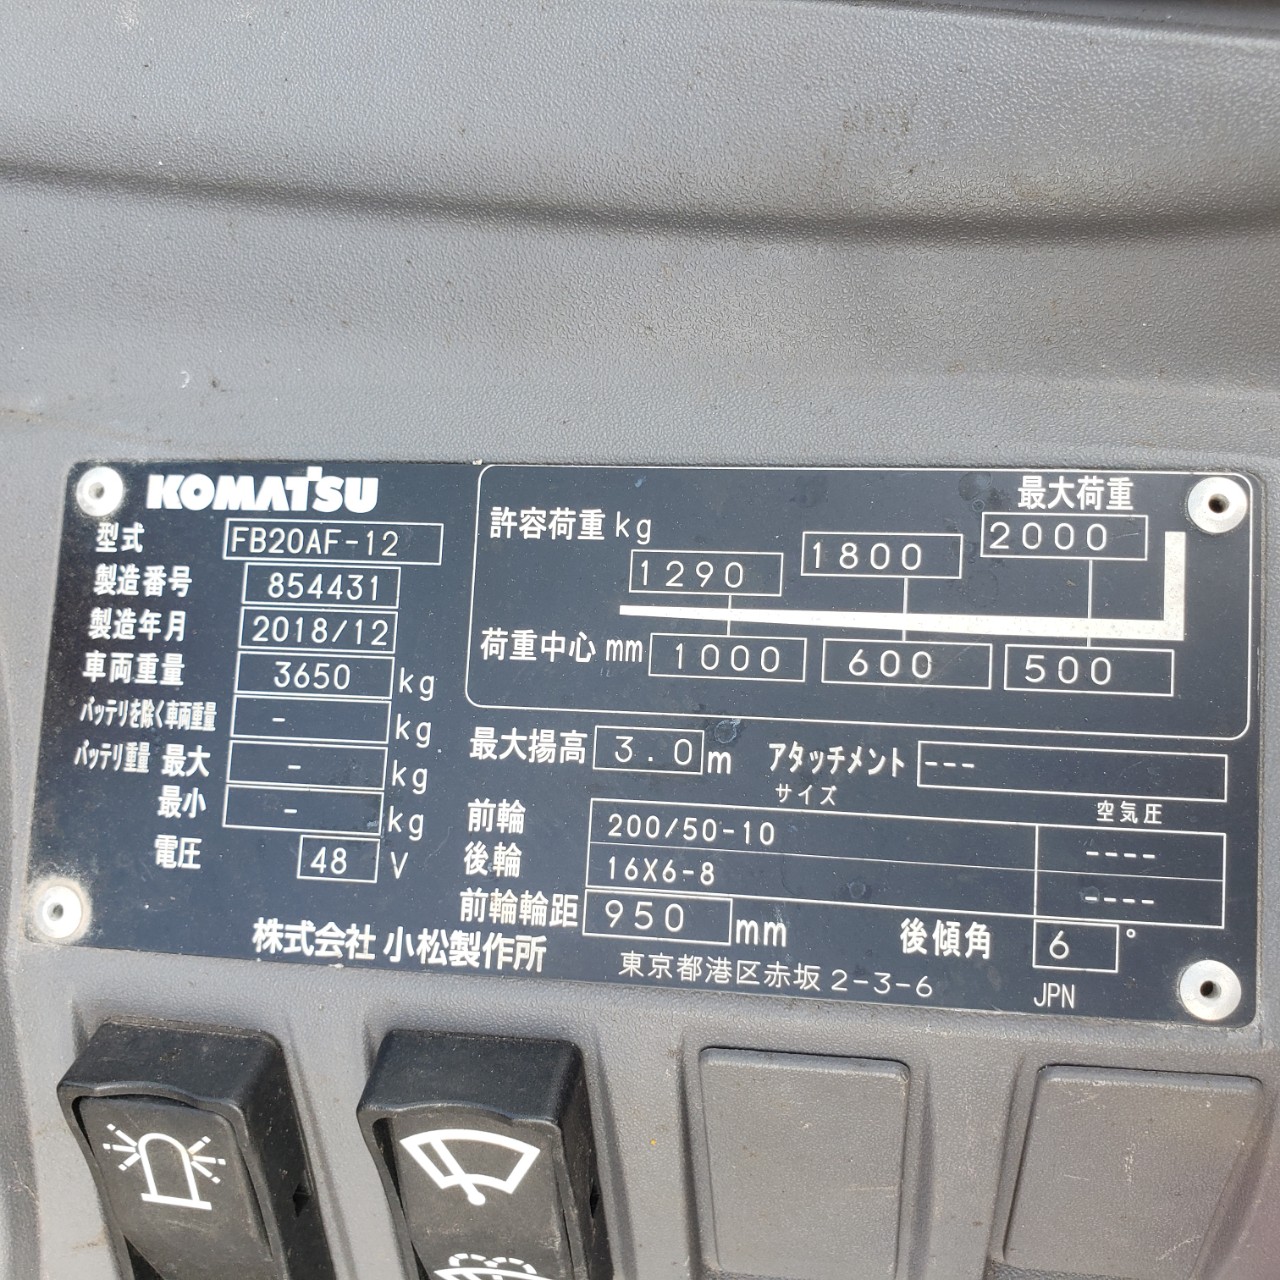 KOMATSU
型式 FB20AF-12
製造番号 854431
製造年月 2018/12
車両重量 3650 kg
バッテリを除く車両重量 - kg
バッテリ重量 最大 - kg
最小 - kg
電圧 48 V
最大荷重
許容荷重 kg 1290 1800 2000
荷重中心 mm 1000 600 500
最大揚高 3.0 m アタッチメント ---
サイズ 空気圧
前輪 200/50-10 ----
後輪 16X6-8 ----
前輪輪距 950 mm 後傾角 6 °
株式会社 小松製作所 東京都港区赤坂 2-3-6 JPN